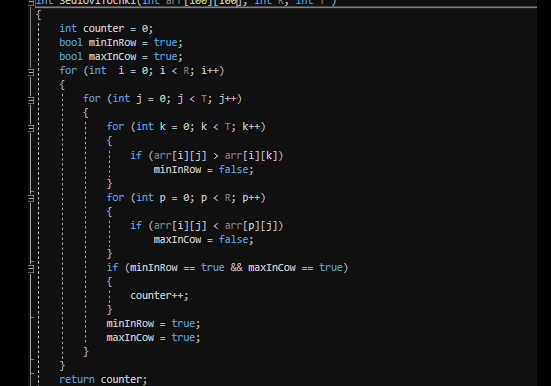 int sedloviTochki(int arr[100][100], int R, int T )
{
int counter = 0;
bool minInRow = true;
bool maxInCow = true;
for (int  i = 0; i < R; i++)
{
for (int j = 0; j < T; j++)
{
for (int k = 0; k < T; k++)
{
if (arr[i][j] > arr[i][k])
minInRow = false;
}
for (int p = 0; p < R; p++)
{
if (arr[i][j] < arr[p][j])
maxInCow = false;
}
if (minInRow == true && maxInCow == true)
{
counter++;
}
minInRow = true;
maxInCow = true;
}
}
return counter;